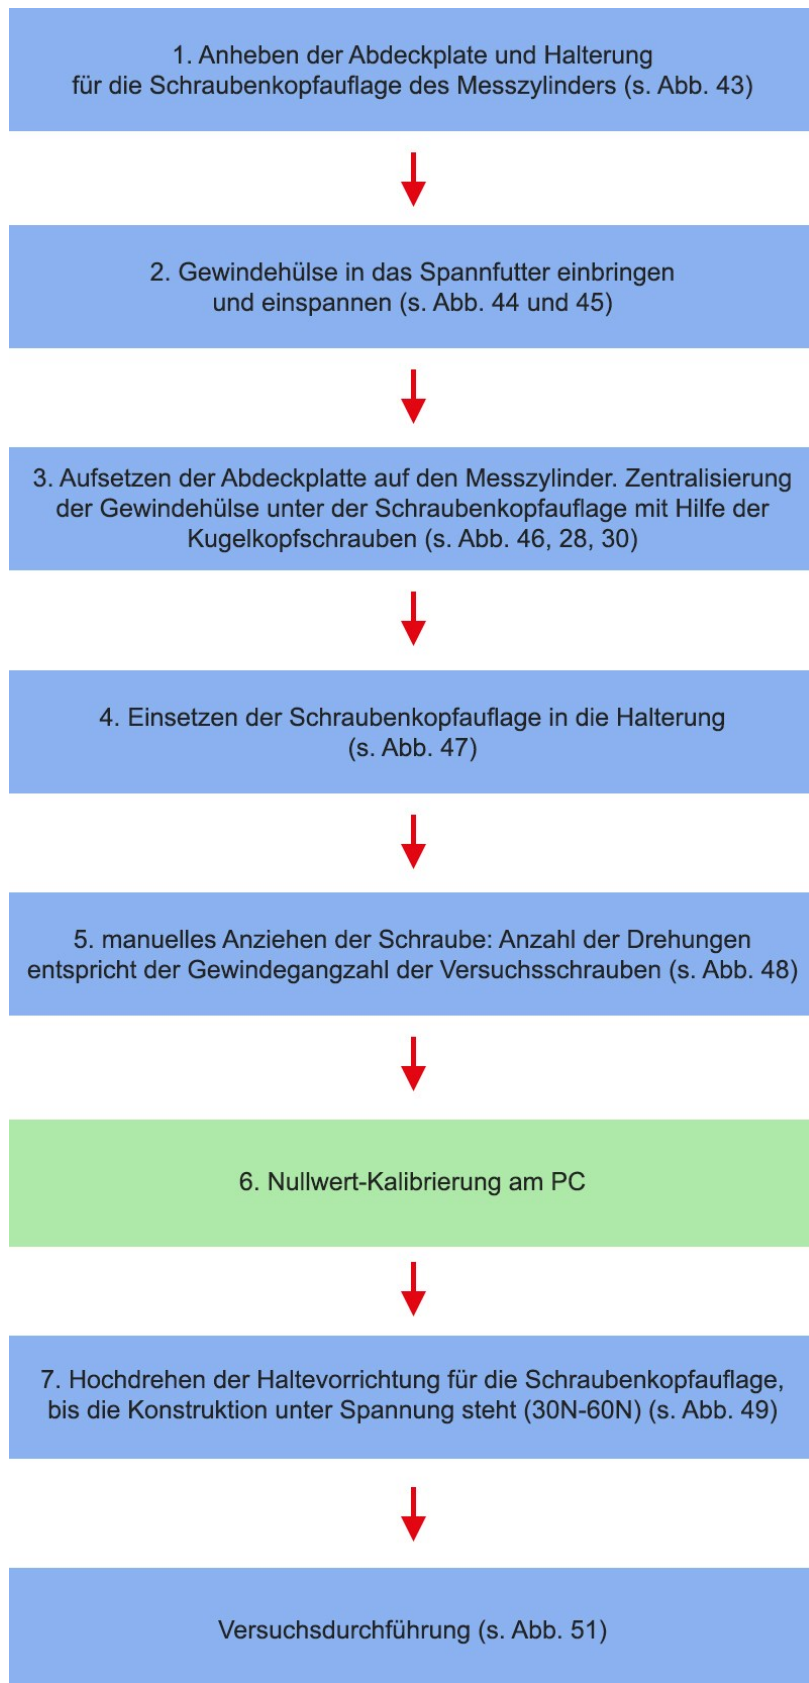 1. Anheben der Abdeckplate und Halterung
für die Schraubenkopfauflage des Messzylinders (s. Abb. 43)
2. Gewindehülse in das Spannfutter einbringen
und einspannen (s. Abb. 44 und 45)
3. Aufsetzen der Abdeckplatte auf den Messzylinder. Zentralisierung
der Gewindehülse unter der Schraubenkopfauflage mit Hilfe der
Kugelkopfschrauben (s. Abb. 46, 28, 30)
4. Einsetzen der Schraubenkopfauflage in die Halterung
(s. Abb. 47)
5. manuelles Anziehen der Schraube: Anzahl der Drehungen
entspricht der Gewindegangzahl der Versuchsschrauben (s. Abb. 48)
6. Nullwert-Kalibrierung am PC
7. Hochdrehen der Haltevorrichtung für die Schraubenkopfauflage,
bis die Konstruktion unter Spannung steht (30N-60N) (s. Abb. 49)
Versuchsdurchführung (s. Abb. 51)